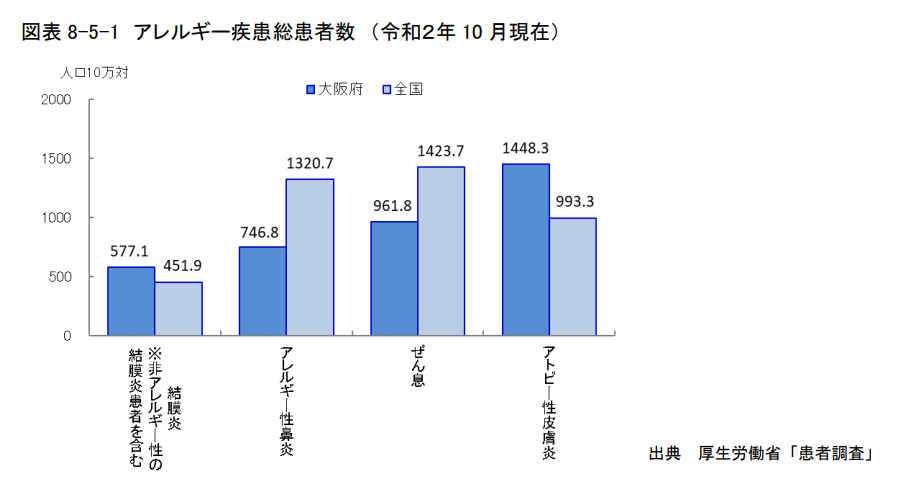 図表 8-5-1 アレルギー疾患総患者数 （令和２年 10 月現在）
人口10万対
大阪府 全国
2000
1500
1000
500
0
577.1
451.9
746.8
1320.7
961.8
1423.7
1448.3
993.3
結膜炎
※非アレルギー性の
結膜炎患者を含む
アレルギー性鼻炎
ぜん息
アトピー性皮膚炎
出典 厚生労働省「患者調査」